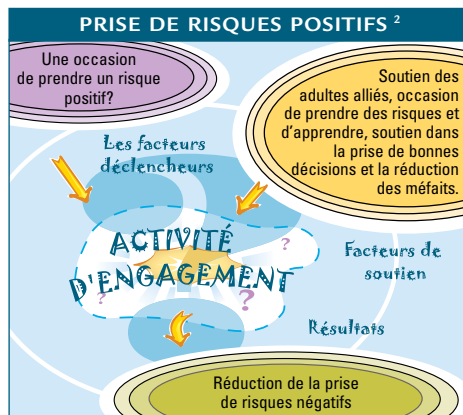 PRISE DE RISQUES POSITIFS ²
Une occasion
de prendre un risque
positif?
Soutien des
adultes alliés, occasion
de prendre des risques et
d'apprendre, soutien dans
la prise de bonnes
décisions et la réduction
des méfaits.
Les facteurs
déclencheurs
ACTIVITÉ
D'ENGAGEMENT
?
?
?
Facteurs de
soutien
Résultats
Réduction de la prise
de risques négatifs